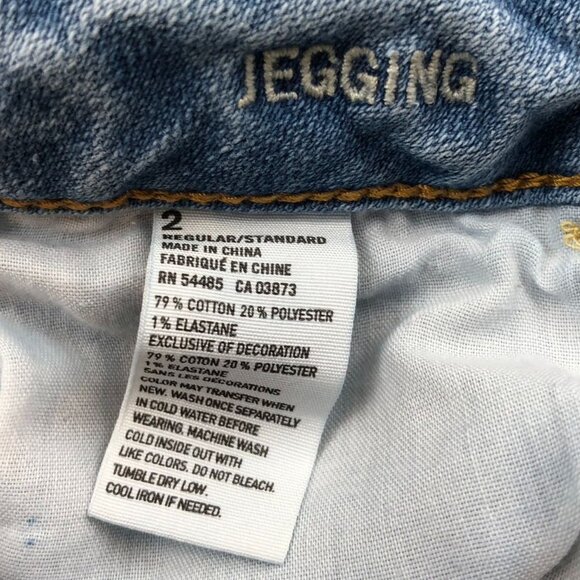 JEGGING
2
REGULAR/STANDARD
MADE IN CHINA
FABRIQUÉ EN CHINE
RN 54485 CA 03873
79 % COTTON 20 % POLYESTER
1% ELASTANE
EXCLUSIVE OF DECORATION
79 % COTON 20 % POLYESTER
1% ELASTANE
SANS LES DÉCORATIONS
COLOR MAY TRANSFER WHEN
NEW. WASH ONCE SEPARATELY
IN COLD WATER BEFORE
WEARING. MACHINE WASH
COLD INSIDE OUT WITH
LIKE COLORS. DO NOT BLEACH.
TUMBLE DRY LOW.
COOL IRON IF NEEDED.